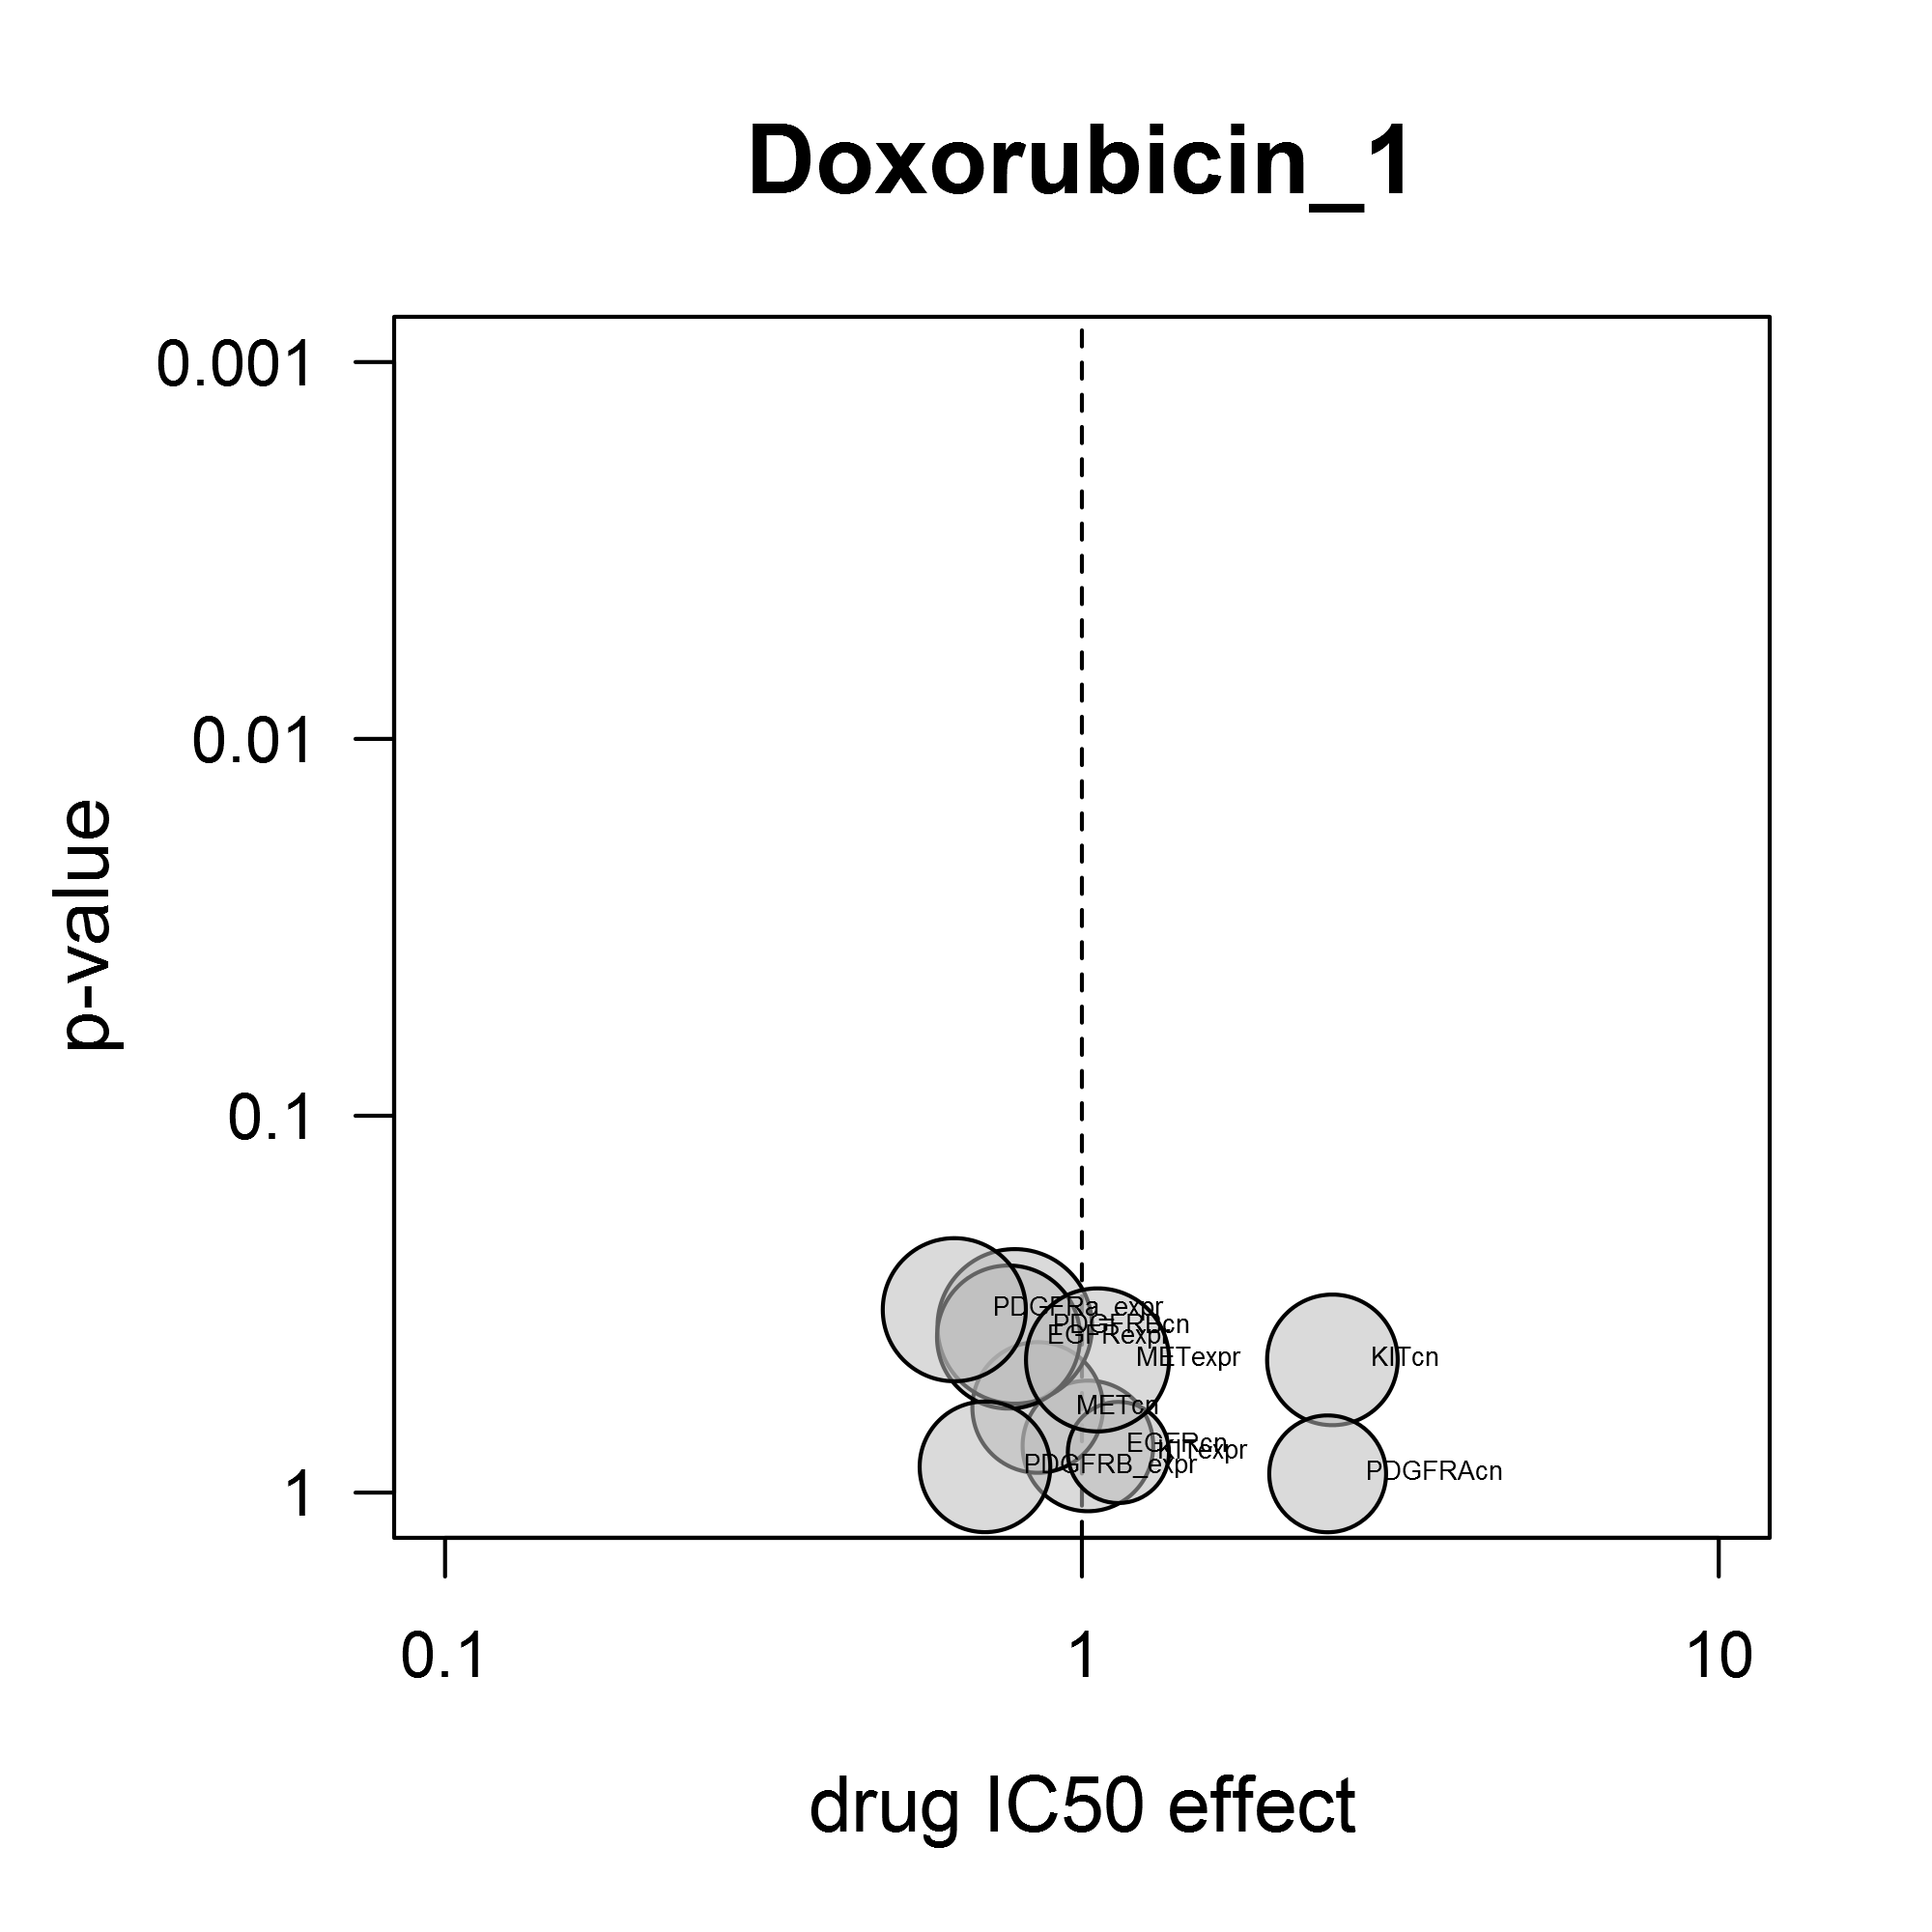 Doxorubicin_1
0.001
0.01
0.1
1
p-value
PDGFRa_expr
PDGFRBcn
EGFRexpr
METexpr
KITcn
METcn
EGFRcn
KITexpr
PDGFRB_expr
PDGFRAcn
0.1
1
10
drug IC50 effect